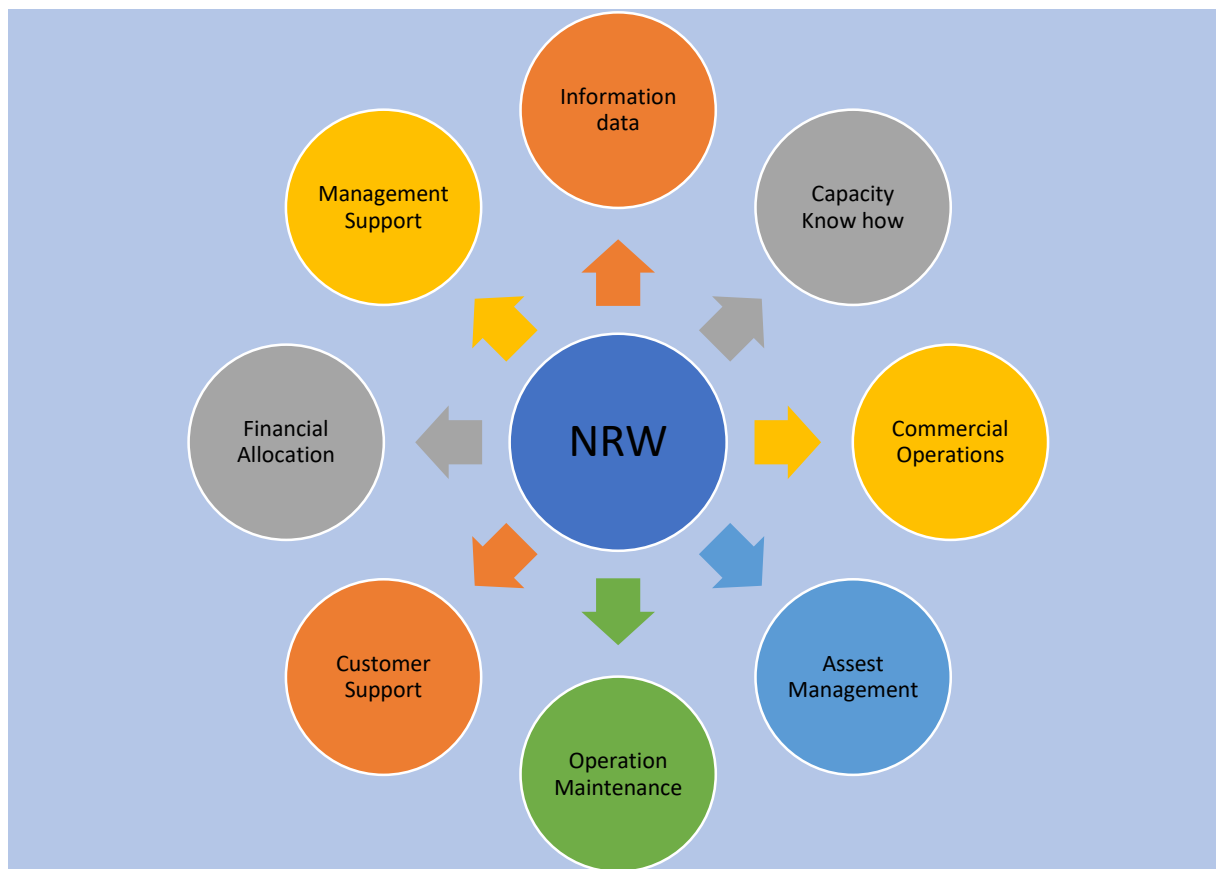 Information
data
Capacity
Know how
Commercial
Operations
Assest
Management
Operation
Maintenance
Customer
Support
Financial
Allocation
Management
Support
NRW